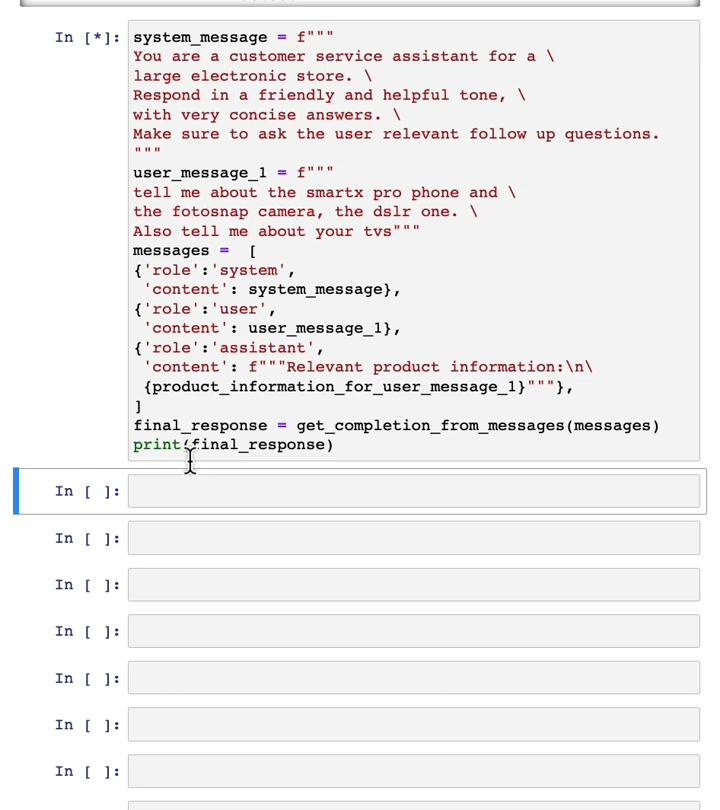 In [*]: system_message = f"""
You are a customer service assistant for a \
large electronic store. \
Respond in a friendly and helpful tone, \
with very concise answers. \
Make sure to ask the user relevant follow up questions.
"""
user_message_1 = f"""
tell me about the smartx pro phone and \
the fotosnap camera, the dslr one. \
Also tell me about your tvs"""
messages =  [
{'role':'system',
 'content': system_message},
{'role':'user',
 'content': user_message_1},
{'role':'assistant',
 'content': f"""Relevant product information:\n\
 {product_information_for_user_message_1}"""},
]
final_response = get_completion_from_messages(messages)
print(final_response)
In [ ]:
In [ ]:
In [ ]:
In [ ]:
In [ ]:
In [ ]:
In [ ]: